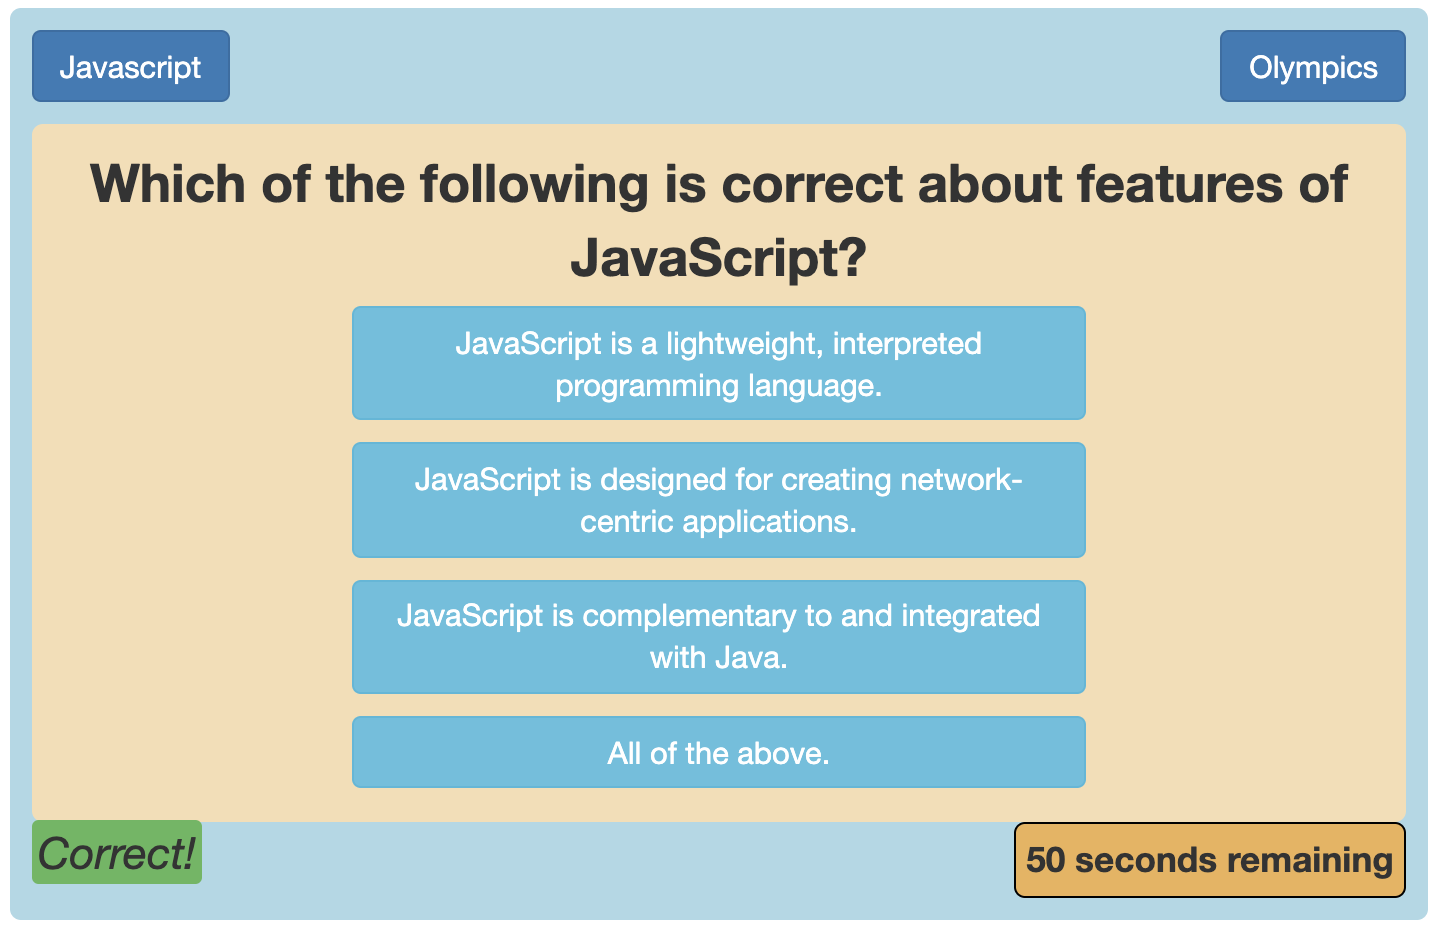 Javascript
Olympics
Which of the following is correct about features of
JavaScript?
JavaScript is a lightweight, interpreted
programming language.
JavaScript is designed for creating network-
centric applications.
JavaScript is complementary to and integrated
with Java.
All of the above.
Correct!
50 seconds remaining